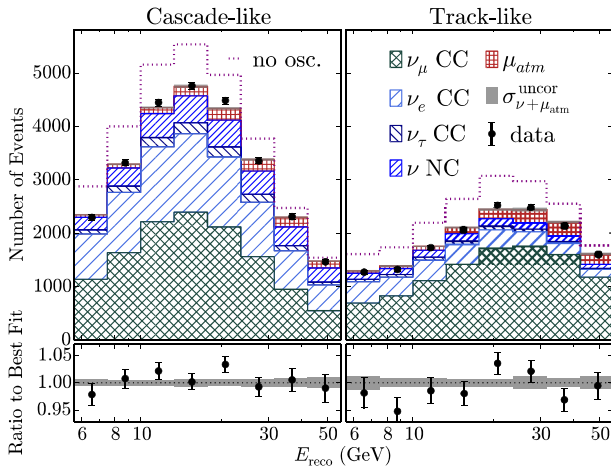 Cascade-like
Track-like
Number of Events
5000
4000
3000
2000
1000
0
no osc.
ν_μ CC
ν_e CC
ν_τ CC
ν NC
μ_atm
σ^uncor_ν+μ_atm
data
Ratio to Best Fit
1.05
1.00
0.95
6 8 10 30 50
6 8 10 30 50
E_reco (GeV)